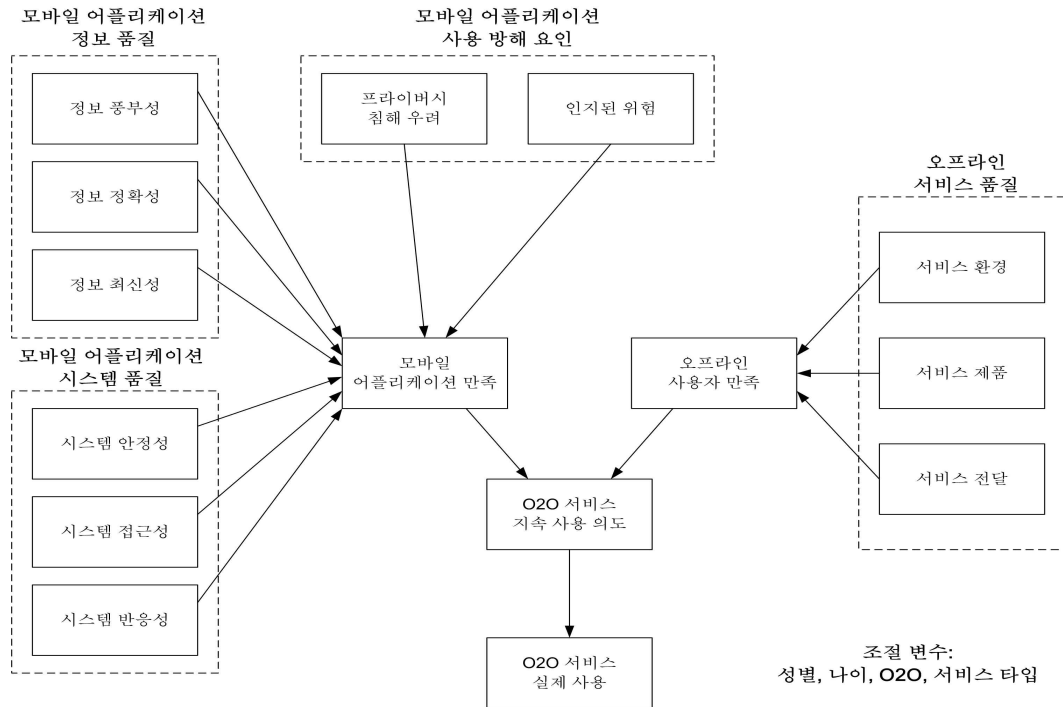 모바일 어플리케이션
정보 품질
정보 풍부성
정보 정확성
정보 최신성
모바일 어플리케이션
사용 방해 요인
프라이버시
침해 우려
인지된 위험
오프라인
서비스 품질
서비스 환경
서비스 제품
서비스 전달
모바일 어플리케이션
시스템 품질
시스템 안정성
시스템 접근성
시스템 반응성
모바일
어플리케이션 만족
오프라인
사용자 만족
O2O 서비스
지속 사용 의도
O2O 서비스
실제 사용
조절 변수:
성별, 나이, O2O, 서비스 타입